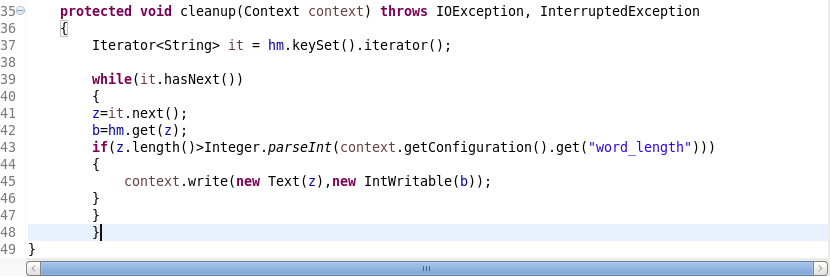 35 protected void cleanup(Context context) throws IOException, InterruptedException
36 {
37 Iterator<String> it = hm.keySet().iterator();
38
39 while(it.hasNext())
40 {
41 z=it.next();
42 b=hm.get(z);
43 if(z.length()>Integer.parseInt(context.getConfiguration().get("word_length")))
44 {
45 context.write(new Text(z),new IntWritable(b));
46 }
47 }
48 }
49 }